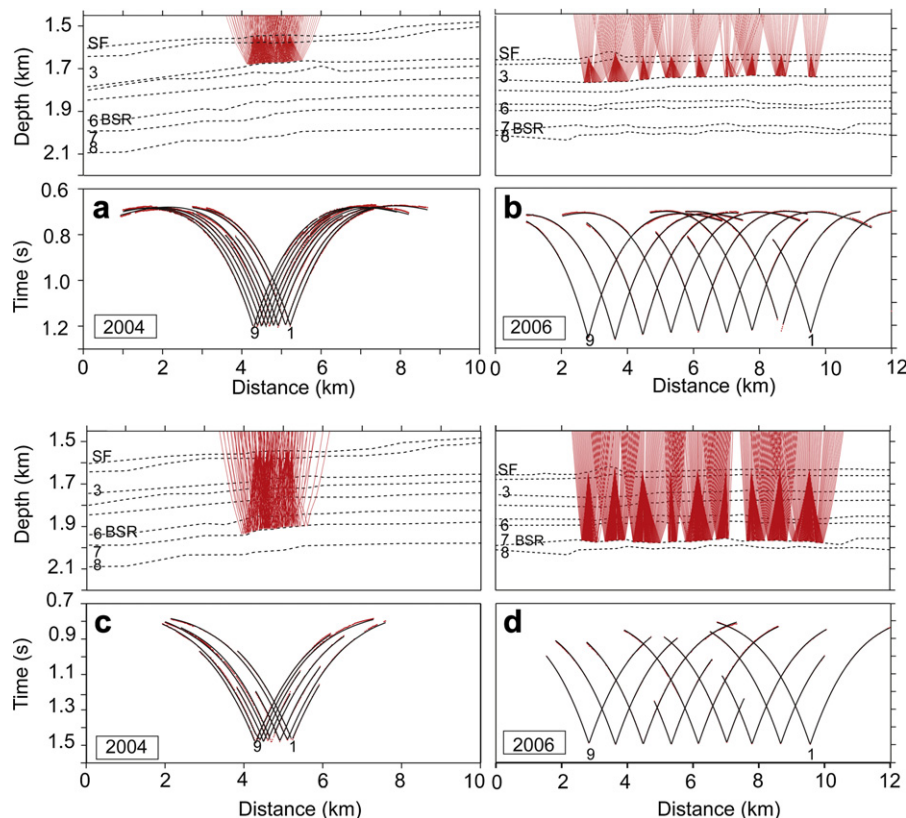 1.5
1.7
1.9
2.1
Depth (km)
SF
3
6 BSR
7
8
SF
3
6
7 BSR
8
0.6
0.8
1.0
1.2
Time (s)
a
2004
9
1
b
2006
9
1
0 2 4 6 8 10
0 2 4 6 8 10 12
Distance (km)
Distance (km)
1.5
1.7
1.9
2.1
Depth (km)
SF
3
6 BSR
7
8
SF
3
6
7 BSR
8
0.7
0.9
1.1
1.3
1.5
Time (s)
c
2004
9
1
d
2006
9
1
0 2 4 6 8 10
0 2 4 6 8 10 12
Distance (km)
Distance (km)